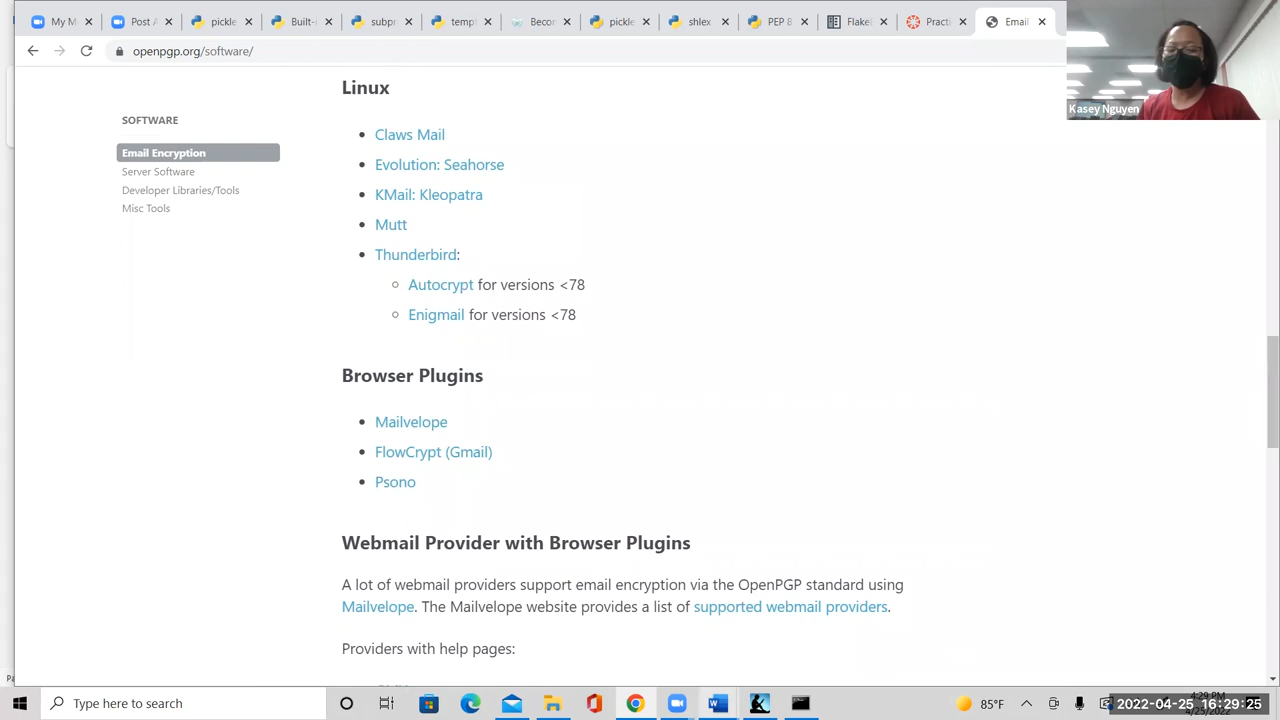 My M
Post A
pickle
Built-i
subpr
temp
Becor
pickle
shlex
PEP 8
Flake
Practi
Email
openpgp.org/software/
Kasey Nguyen
SOFTWARE
Email Encryption
Server Software
Developer Libraries/Tools
Misc Tools
Linux
Claws Mail
Evolution: Seahorse
KMail: Kleopatra
Mutt
Thunderbird:
Autocrypt for versions <78
Enigmail for versions <78
Browser Plugins
Mailvelope
FlowCrypt (Gmail)
Psono
Webmail Provider with Browser Plugins
A lot of webmail providers support email encryption via the OpenPGP standard using
Mailvelope. The Mailvelope website provides a list of supported webmail providers.
Providers with help pages:
Type here to search
85°F
4:29 PM
2022-04-25 16:29:25